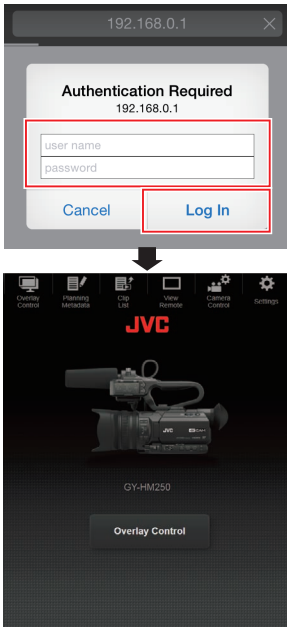 192.168.0.1
Authentication Required
192.168.0.1
user name
password
Cancel
Log In
Overlay
Control
Planning
Metadata
Clip
List
View
Remote
Camera
Control
Settings
JVC
JVC
GY-HM250
Overlay Control